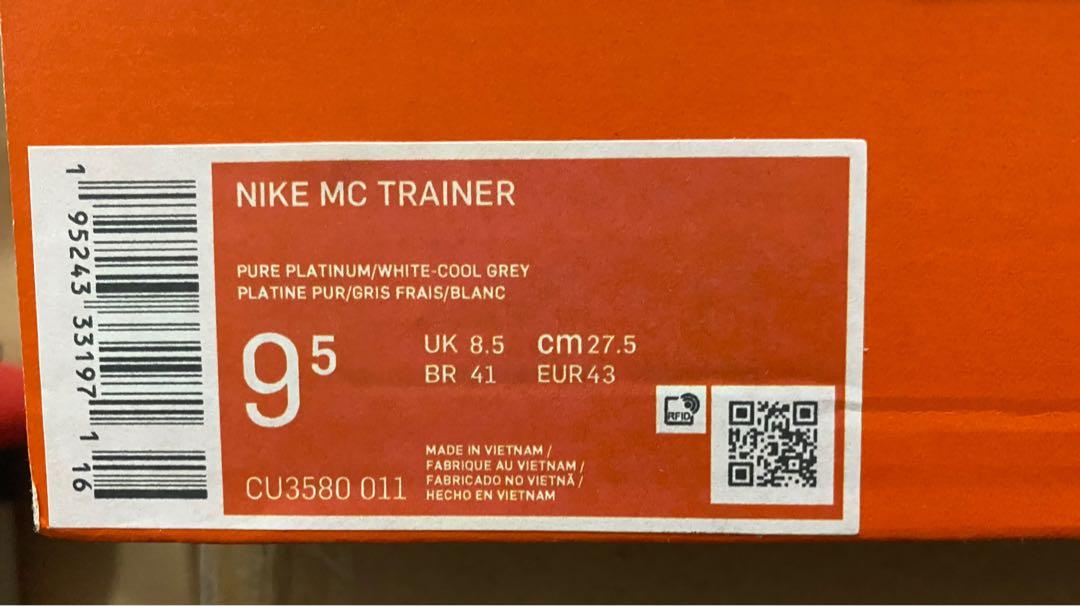 NIKE MC TRAINER
PURE PLATINUM/WHITE-COOL GREY
PLATINE PUR/GRIS FRAIS/BLANC
9 5
UK 8.5 cm 27.5
BR 41 EUR 43
RFID
MADE IN VIETNAM /
FABRIQUE AU VIETNAM /
FABRICADO NO VIETNÃ /
HECHO EN VIETNAM
CU3580 011
1 95243 33197 1 16